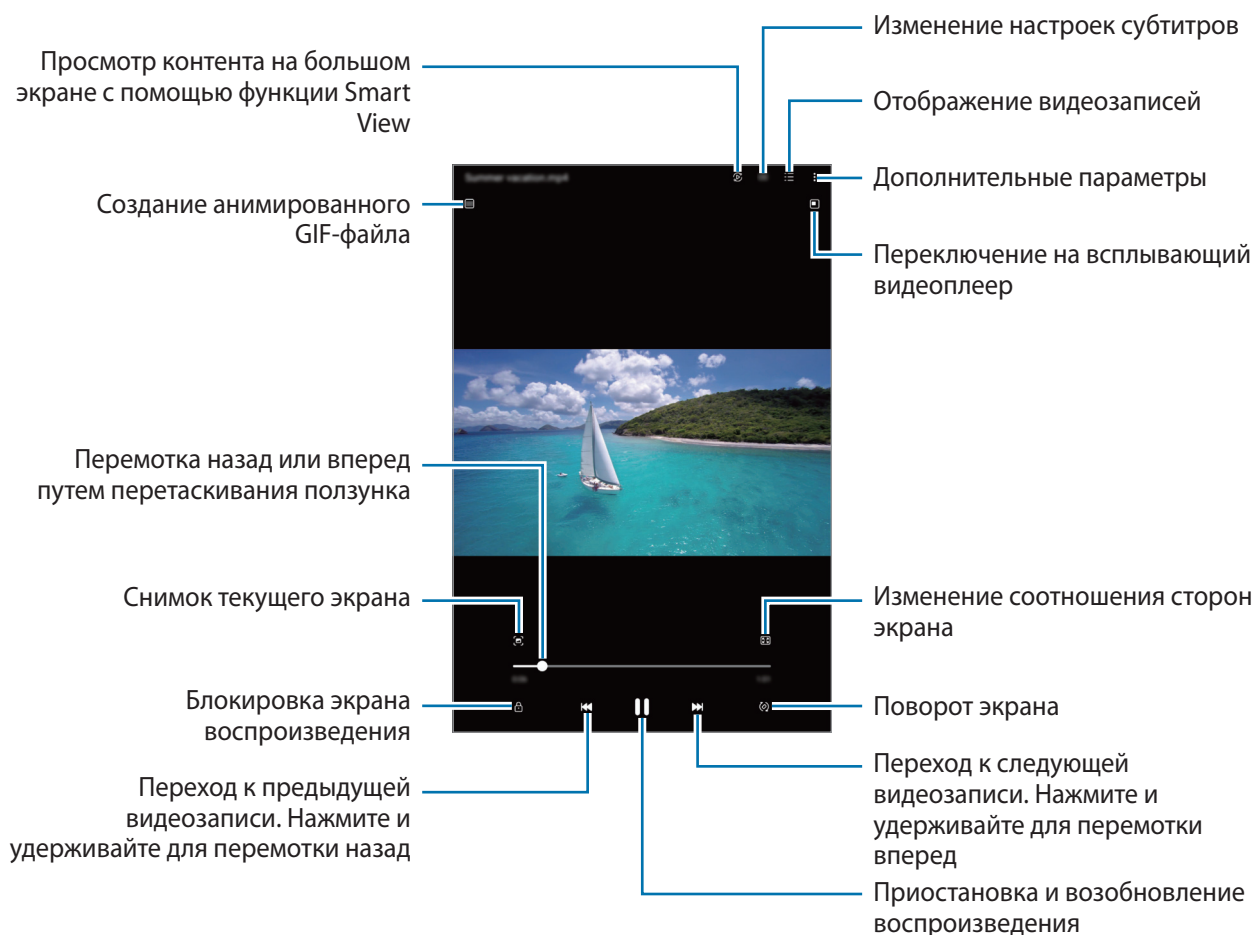 Изменение настроек субтитров
Просмотр контента на большом
экране с помощью функции Smart
View
Отображение видеозаписей
Дополнительные параметры
Создание анимированного
GIF-файла
Переключение на всплывающий
видеоплеер
Summer vacation.mp4
Перемотка назад или вперед
путем перетаскивания ползунка
Снимок текущего экрана
Изменение соотношения сторон
экрана
Блокировка экрана
воспроизведения
Поворот экрана
Переход к предыдущей
видеозаписи. Нажмите и
удерживайте для перемотки назад
Переход к следующей
видеозаписи. Нажмите и
удерживайте для перемотки
вперед
Приостановка и возобновление
воспроизведения